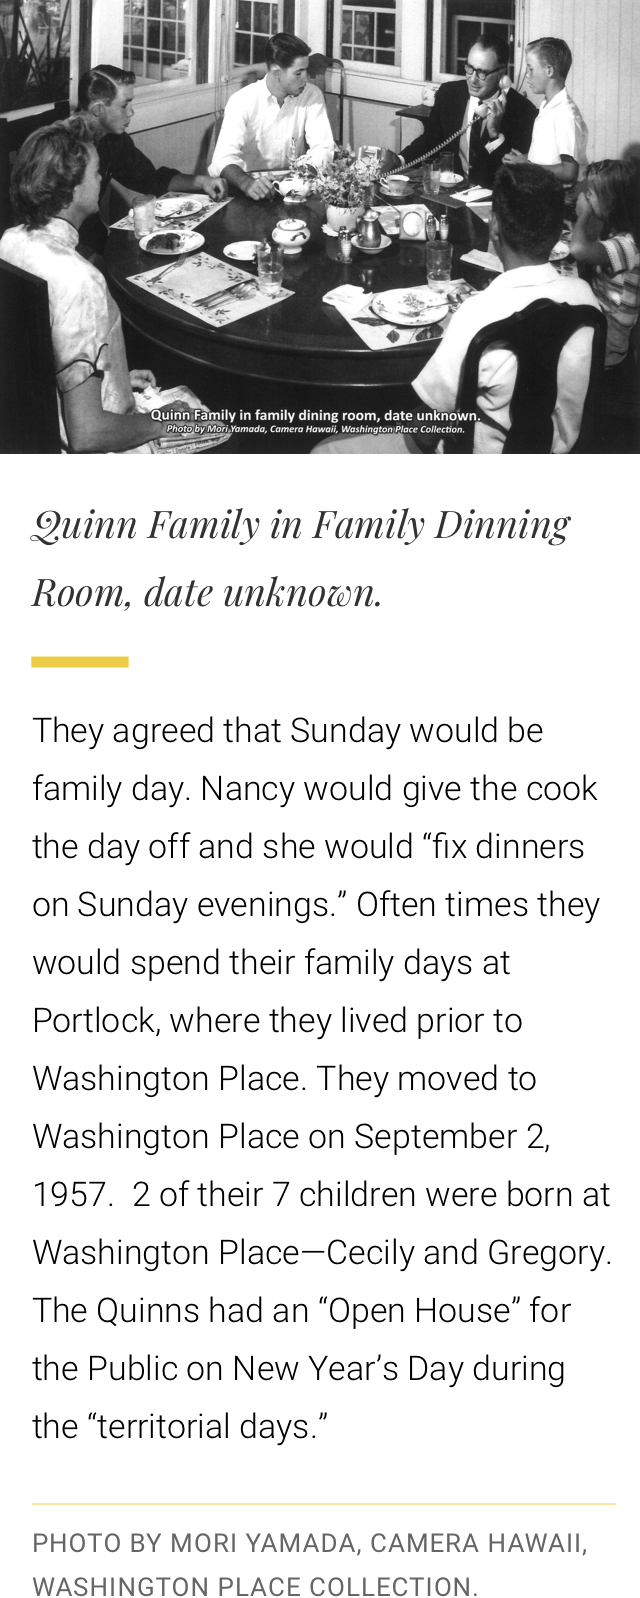 Quinn Family in family dining room, date unknown.
Photo by Mori Yamada, Camera Hawaii, Washington Place Collection.
Quinn Family in Family Dinning
Room, date unknown.
They agreed that Sunday would be
family day. Nancy would give the cook
the day off and she would “fix dinners
on Sunday evenings.” Often times they
would spend their family days at
Portlock, where they lived prior to
Washington Place. They moved to
Washington Place on September 2,
1957.  2 of their 7 children were born at
Washington Place—Cecily and Gregory.
The Quinns had an “Open House” for
the Public on New Year’s Day during
the “territorial days.”
PHOTO BY MORI YAMADA, CAMERA HAWAII,
WASHINGTON PLACE COLLECTION.